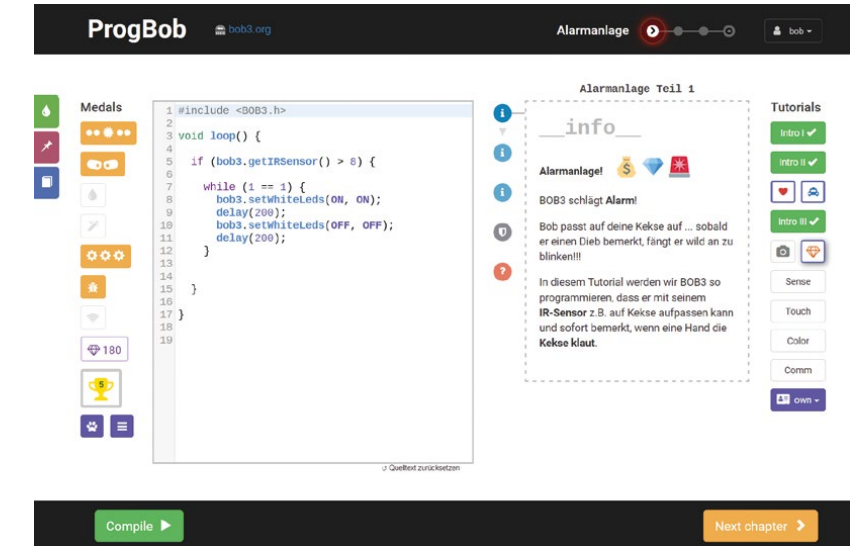 ProgBob
bob3.org
Alarmanlage
bob
Medals
180
5
1 #include <BOB3.h>
2
3 void loop() {
4
5 if (bob3.getIRSensor() > 8) {
6
7 while (1 == 1) {
8 bob3.setWhiteLeds(ON, ON);
9 delay(200);
10 bob3.setWhiteLeds(OFF, OFF);
11 delay(200);
12 }
13
14
15 }
16
17 }
18
19
Quelltext zurücksetzen
Alarmanlage Teil 1
__info__
Alarmanlage!
BOB3 schlägt Alarm!
Bob passt auf deine Kekse auf ... sobald
er einen Dieb bemerkt, fängt er wild an zu
blinken!!!
In diesem Tutorial werden wir BOB3 so
programmieren, dass er mit seinem
IR-Sensor z.B. auf Kekse aufpassen kann
und sofort bemerkt, wenn eine Hand die
Kekse klaut.
Tutorials
Intro I
Intro II
Intro III
Sense
Touch
Color
Comm
own
Compile
Next chapter